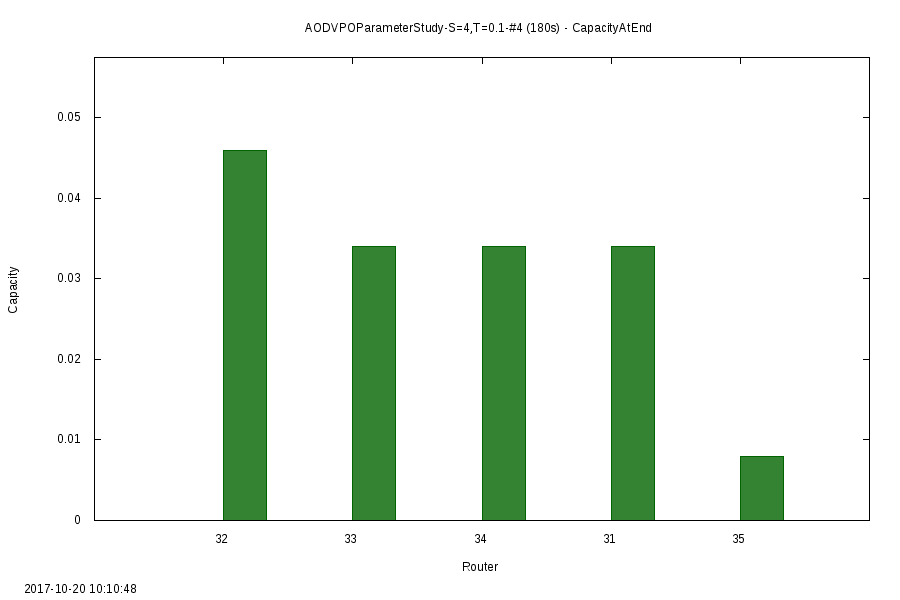 AODVPOParameterStudy-S=4,T=0.1-#4 (180s) - CapacityAtEnd
0.05
0.04
0.03
0.02
0.01
0
Capacity
32 33 34 31 35
Router
2017-10-20 10:10:48